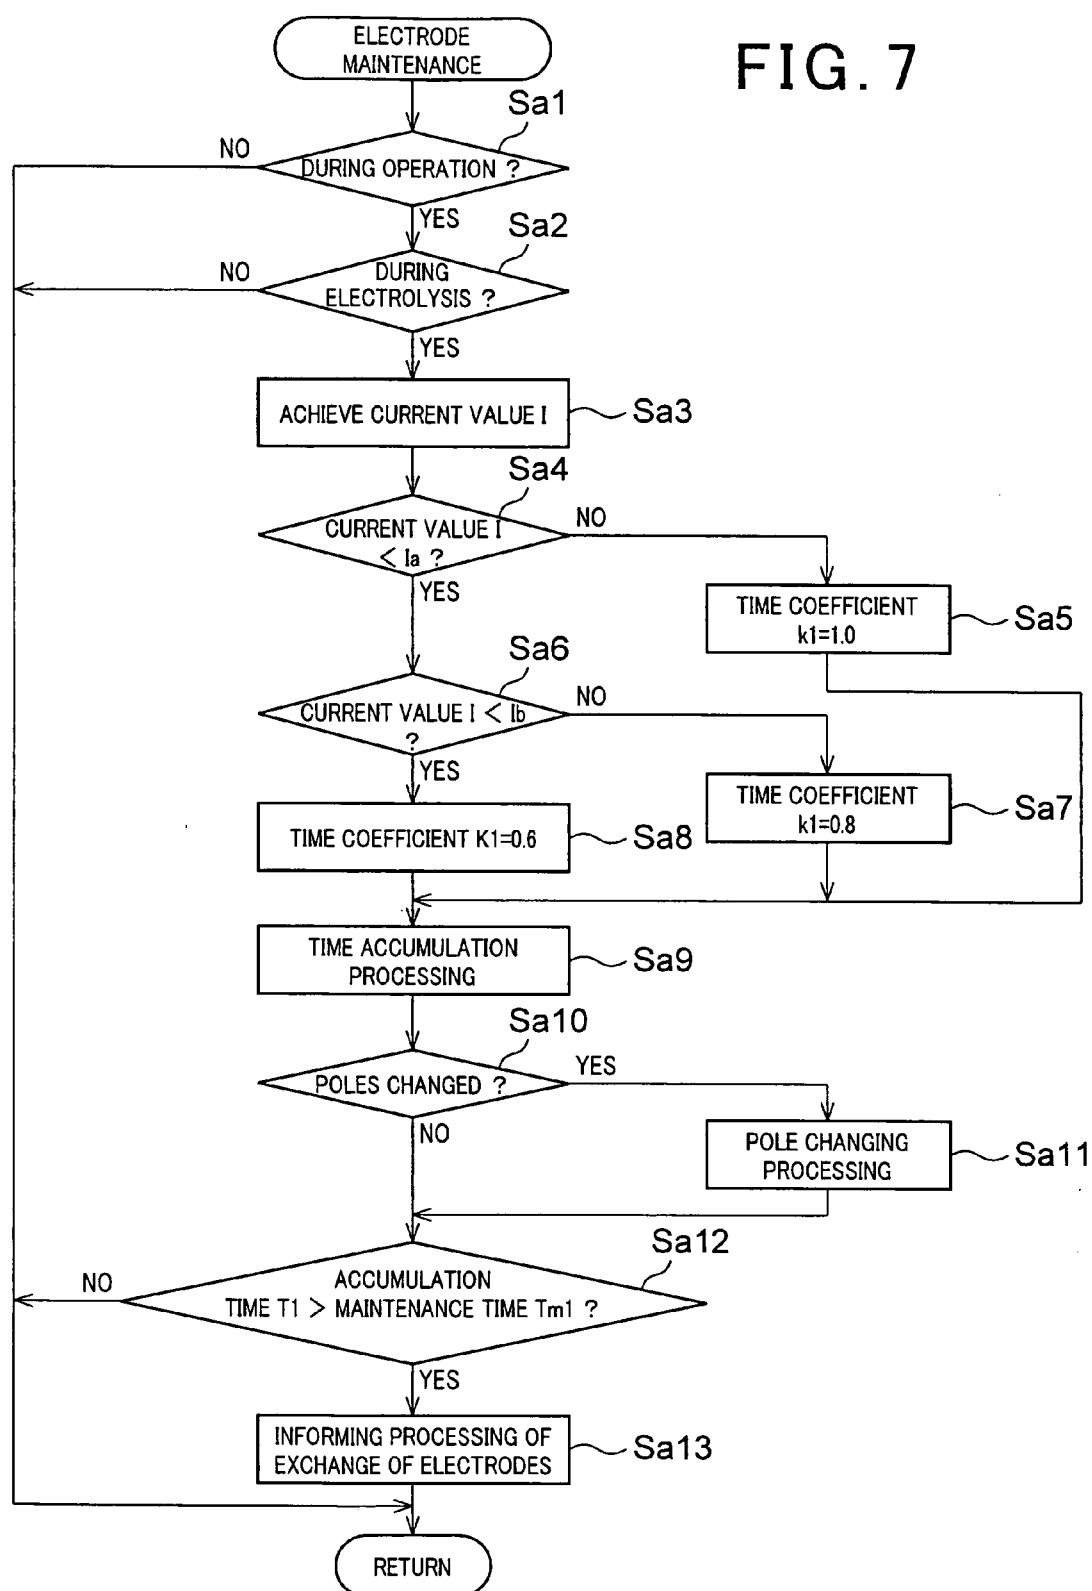 ELECTRODE
MAINTENANCE
FIG. 7
Sa1
NO
DURING OPERATION ?
YES
Sa2
NO
DURING
ELECTROLYSIS ?
YES
ACHIEVE CURRENT VALUE I
Sa3
Sa4
CURRENT VALUE I
< Ia ?
NO
YES
TIME COEFFICIENT
k1=1.0
Sa5
Sa6
CURRENT VALUE I < Ib
?
NO
YES
TIME COEFFICIENT
k1=0.8
Sa7
TIME COEFFICIENT K1=0.6
Sa8
TIME ACCUMULATION
PROCESSING
Sa9
Sa10
POLES CHANGED ?
YES
NO
POLE CHANGING
PROCESSING
Sa11
Sa12
NO
ACCUMULATION
TIME T1 > MAINTENANCE TIME Tm1 ?
YES
INFORMING PROCESSING OF
EXCHANGE OF ELECTRODES
Sa13
RETURN